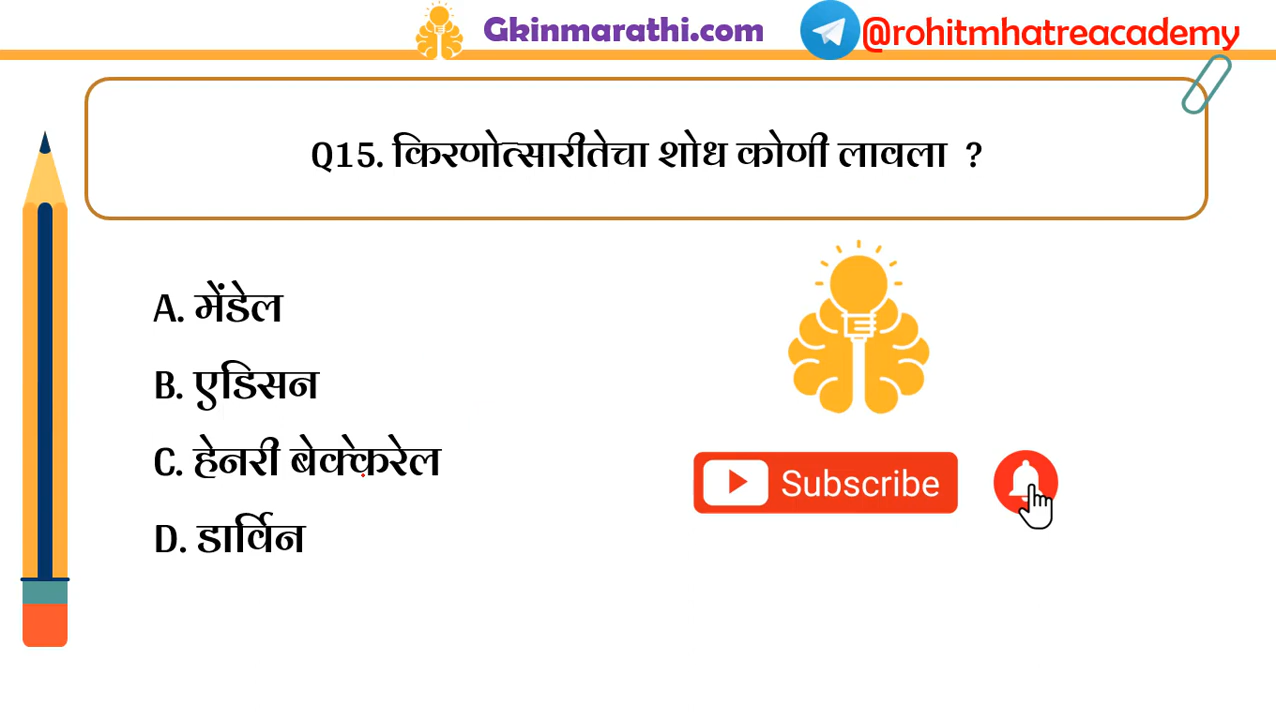 Gkinmarathi.com
@rohitmhatreacademy
Q15. किरणोत्सारीतेचा शोध कोणी लावला ?
A. मेंडेल
B. एडिसन
C. हेनरी बेक्केरेल
D. डार्विन
Subscribe